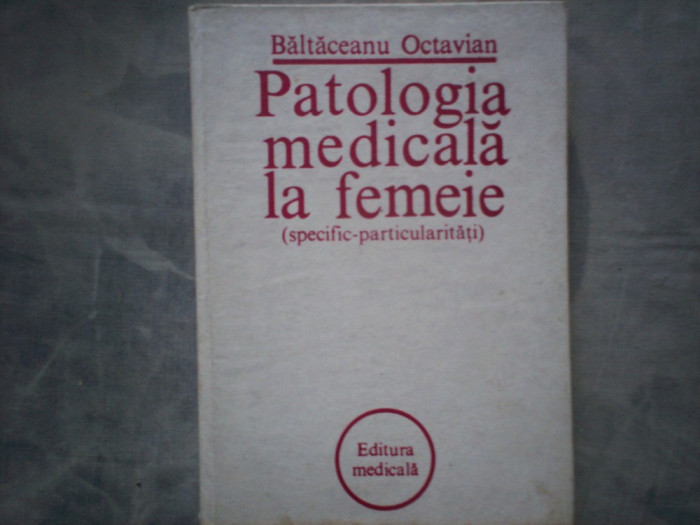 Băltăceanu Octavian
Patologia
medicală
la femeie
(specific-particularități)
Editura
medicală